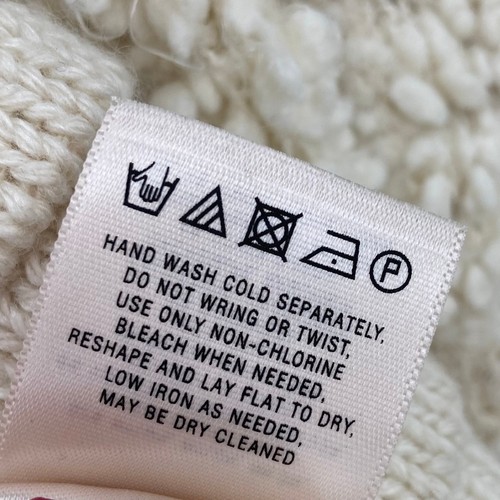 P
HAND WASH COLD SEPARATELY,
DO NOT WRING OR TWIST,
USE ONLY NON-CHLORINE
BLEACH WHEN NEEDED,
RESHAPE AND LAY FLAT TO DRY,
LOW IRON AS NEEDED,
MAY BE DRY CLEANED